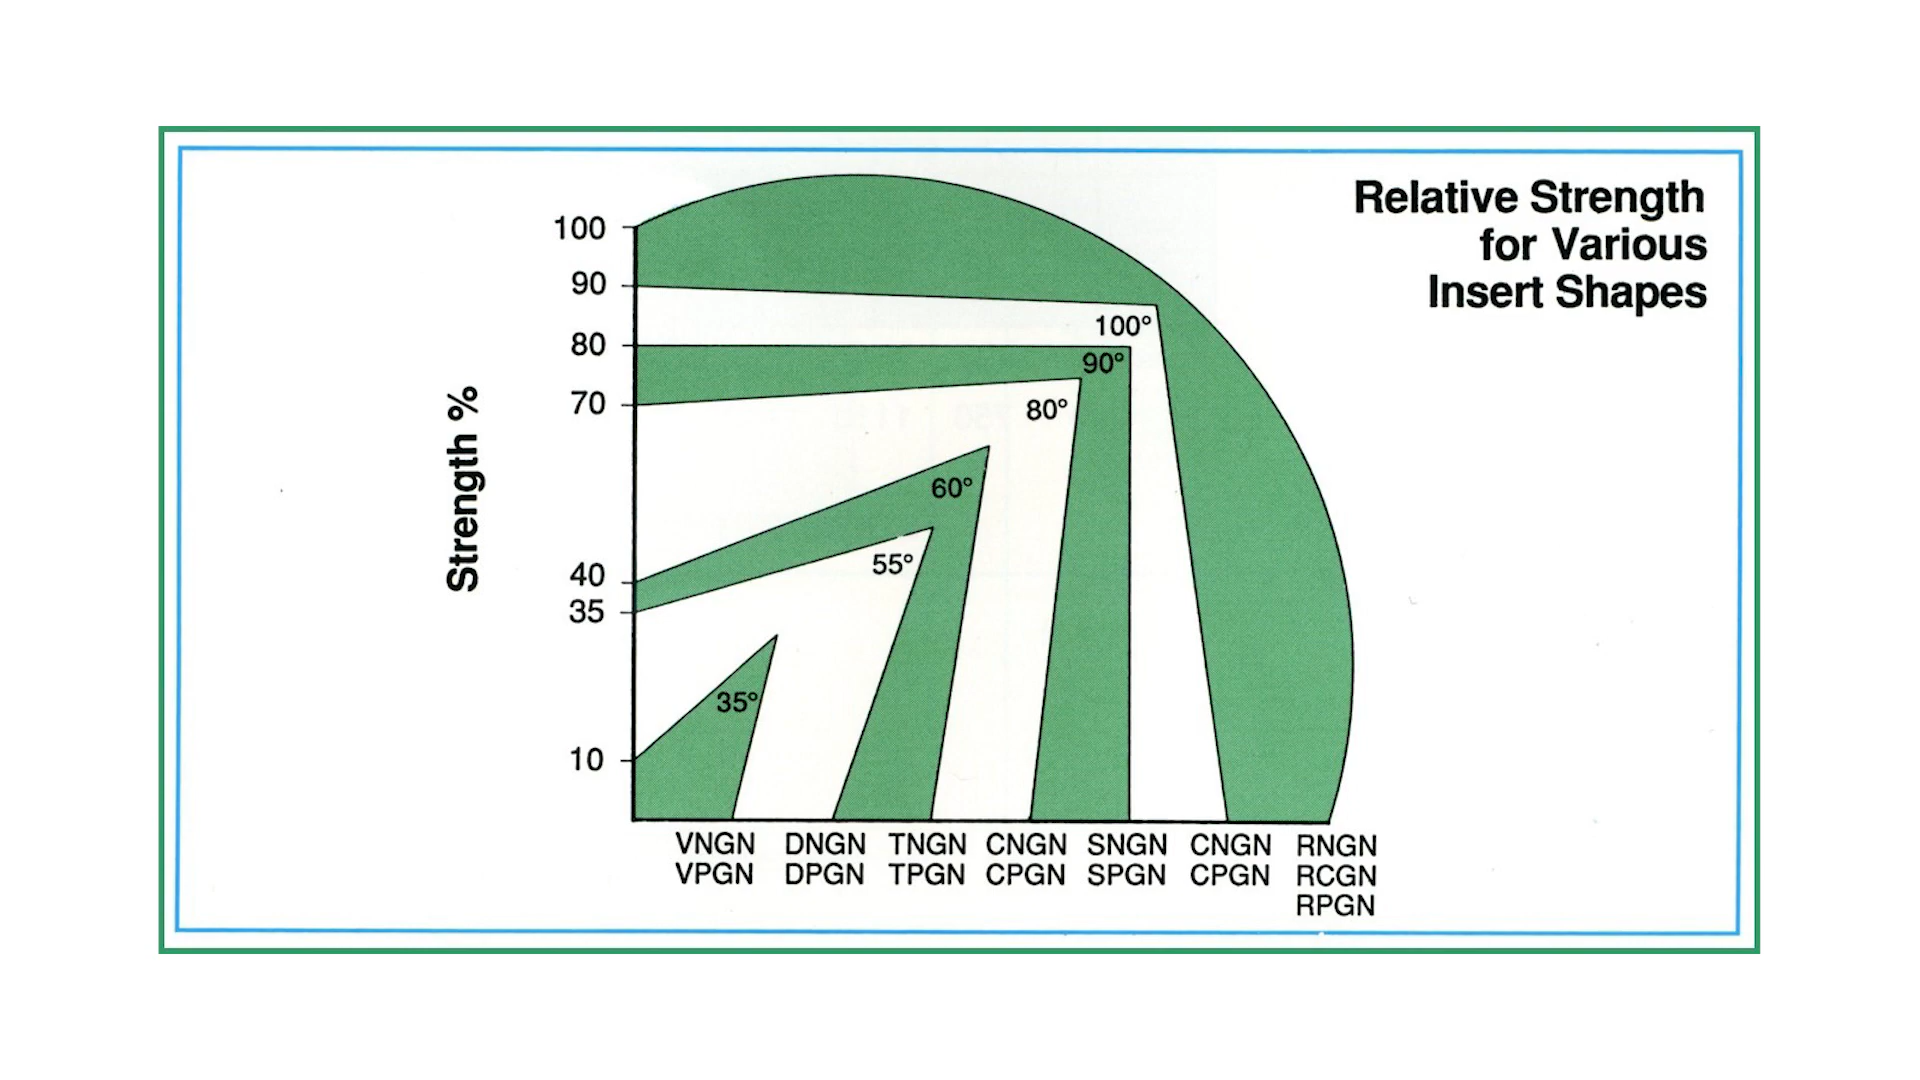 Relative Strength
for Various
Insert Shapes
Strength %
100
90
80
70
40
35
10
100°
90°
80°
60°
55°
35°
VNGN DNGN TNGN CNGN SNGN CNGN RNGN
VPGN DPGN TPGN CPGN SPGN CPGN RCGN
RPGN